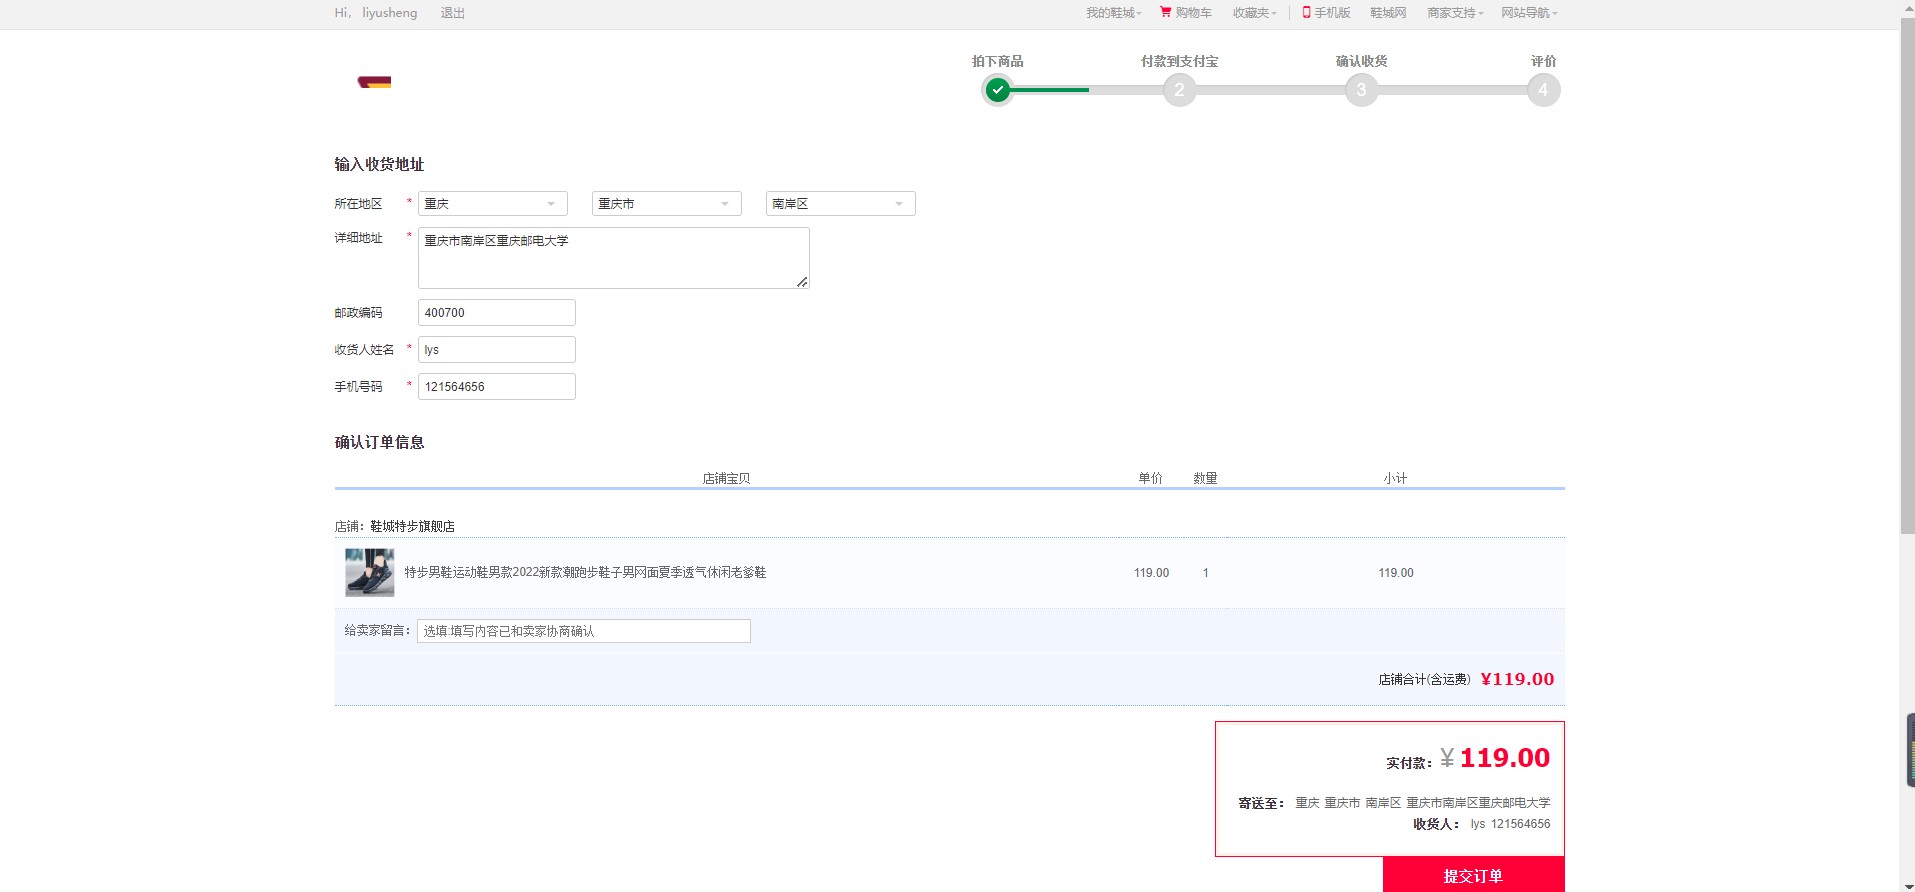 Hi, liyusheng 退出 我的鞋城 购物车 收藏夹 手机版 鞋城网 商家支持 网站导航
拍下商品 付款到支付宝 确认收货 评价
2 3 4
输入收货地址
所在地区 * 重庆 重庆市 南岸区
详细地址 * 重庆市南岸区重庆邮电大学
邮政编码 400700
收货人姓名 * lys
手机号码 * 121564656
确认订单信息
店铺宝贝 单价 数量 小计
店铺：鞋城特步旗舰店
特步男鞋运动鞋男款2022新款潮跑步鞋子男网面夏季透气休闲老爹鞋 119.00 1 119.00
给卖家留言： 选填:填写内容已和卖家协商确认
店铺合计(含运费) ¥119.00
实付款：¥119.00
寄送至： 重庆 重庆市 南岸区 重庆市南岸区重庆邮电大学
收货人： lys 121564656
提交订单